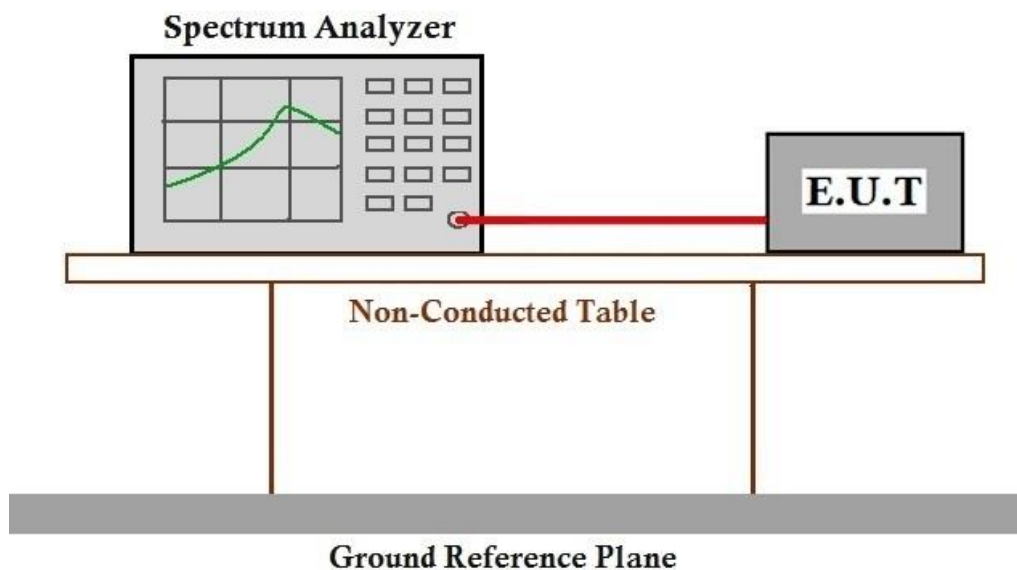 Spectrum Analyzer
E.U.T
Non-Conducted Table
Ground Reference Plane